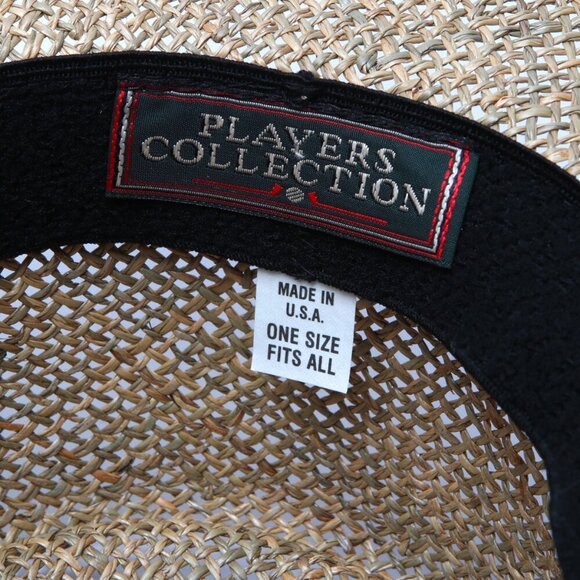 PLAYERS
COLLECTION
MADE IN
U.S.A.
ONE SIZE
FITS ALL